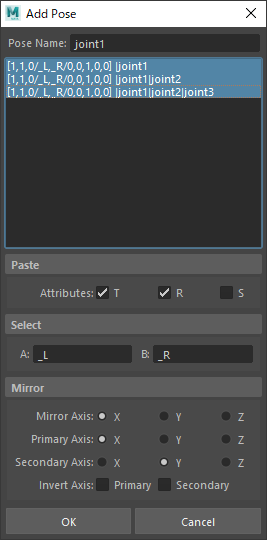 Add Pose
Pose Name: joint1
[1,1,0/_L,_R/0,0,1,0,0] |joint1
[1,1,0/_L,_R/0,0,1,0,0] |joint1|joint2
[1,1,0/_L,_R/0,0,1,0,0] |joint1|joint2|joint3
Paste
Attributes: T R S
Select
A: _L B: _R
Mirror
Mirror Axis: X Y Z
Primary Axis: X Y Z
Secondary Axis: X Y Z
Invert Axis: Primary Secondary
OK Cancel